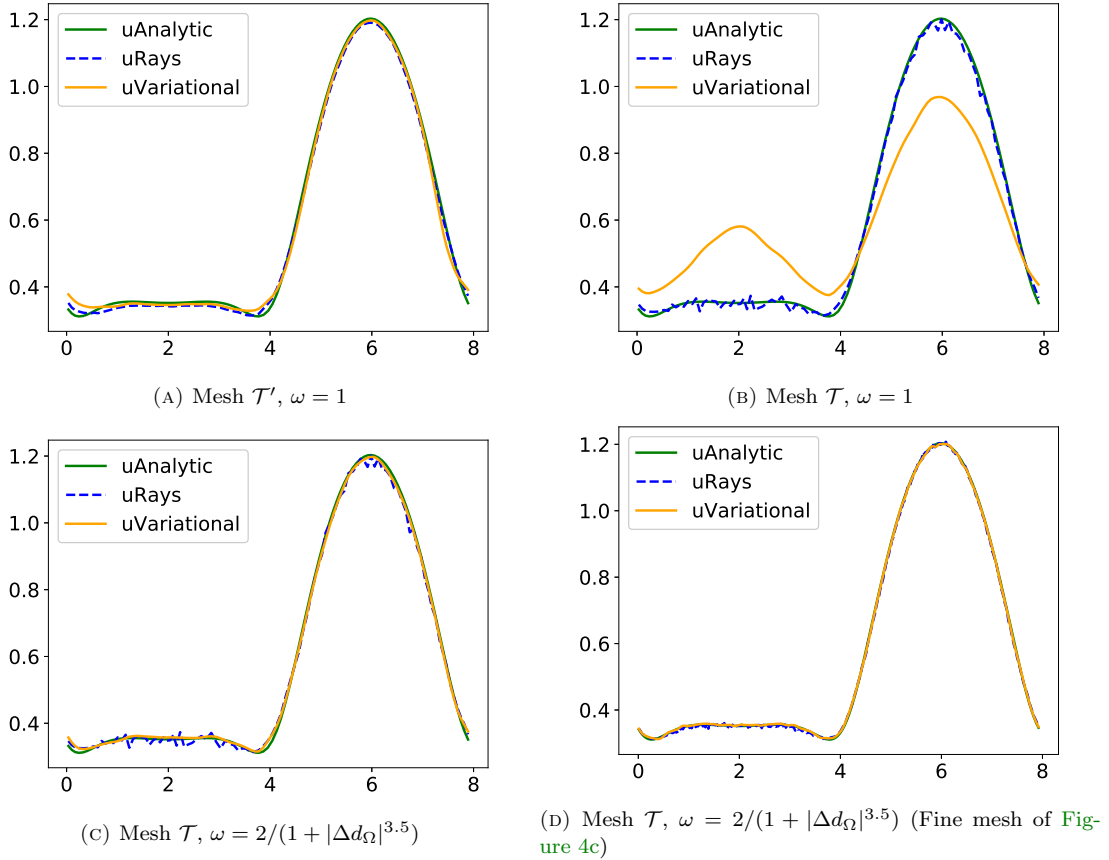 1.2
1.0
0.8
0.6
0.4
0 2 4 6 8
uAnalytic
uRays
uVariational
(A) Mesh 𝒯′, ω = 1
1.2
1.0
0.8
0.6
0.4
0 2 4 6 8
uAnalytic
uRays
uVariational
(B) Mesh 𝒯, ω = 1
1.2
1.0
0.8
0.6
0.4
0 2 4 6 8
uAnalytic
uRays
uVariational
(C) Mesh 𝒯, ω = 2/(1 + |Δd_Ω|^3.5)
1.2
1.0
0.8
0.6
0.4
0 2 4 6 8
uAnalytic
uRays
uVariational
(D) Mesh 𝒯, ω = 2/(1 + |Δd_Ω|^3.5) (Fine mesh of Fig-
ure 4c)